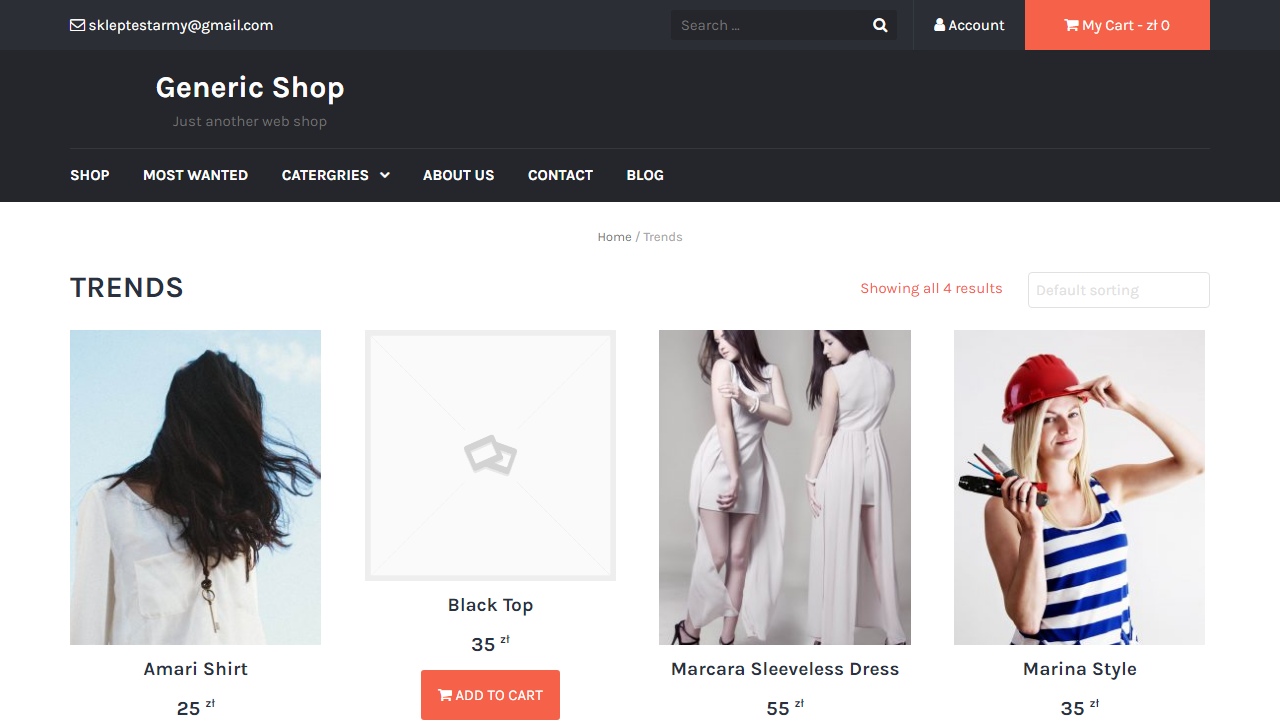 skleptestarmy@gmail.com
Search ...
Account
My Cart - zł 0
Generic Shop
Just another web shop
SHOP
MOST WANTED
CATERGRIES
ABOUT US
CONTACT
BLOG
Home / Trends
TRENDS
Showing all 4 results
Default sorting
Amari Shirt
25 zł
Black Top
35 zł
ADD TO CART
Marcara Sleeveless Dress
55 zł
Marina Style
35 zł